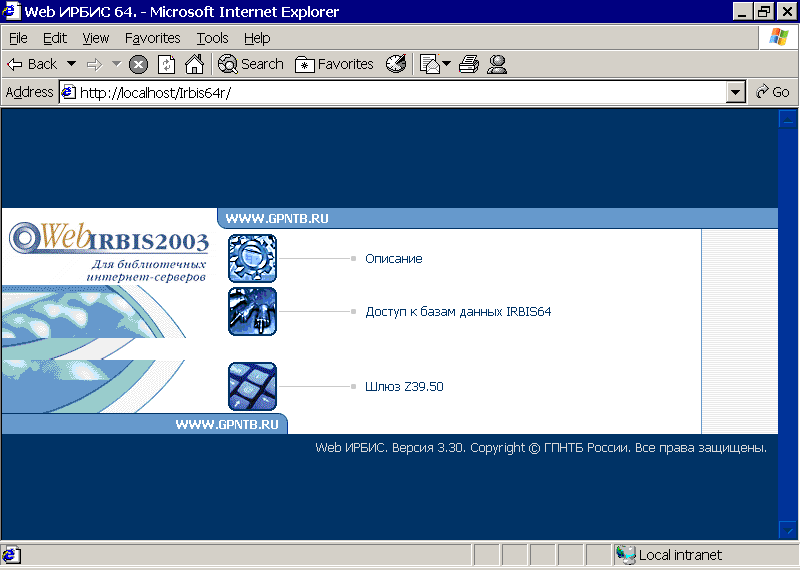 Web ИРБИС 64. - Microsoft Internet Explorer
File Edit View Favorites Tools Help
Back Search Favorites
Address http://localhost/Irbis64r/ Go
WWW.GPNTB.RU
Web IRBIS2003
Для библиотечных
интернет-серверов
Описание
Доступ к базам данных IRBIS64
Шлюз Z39.50
WWW.GPNTB.RU
Web ИРБИС. Версия 3.30. Copyright © ГПНТБ России. Все права защищены.
Local intranet